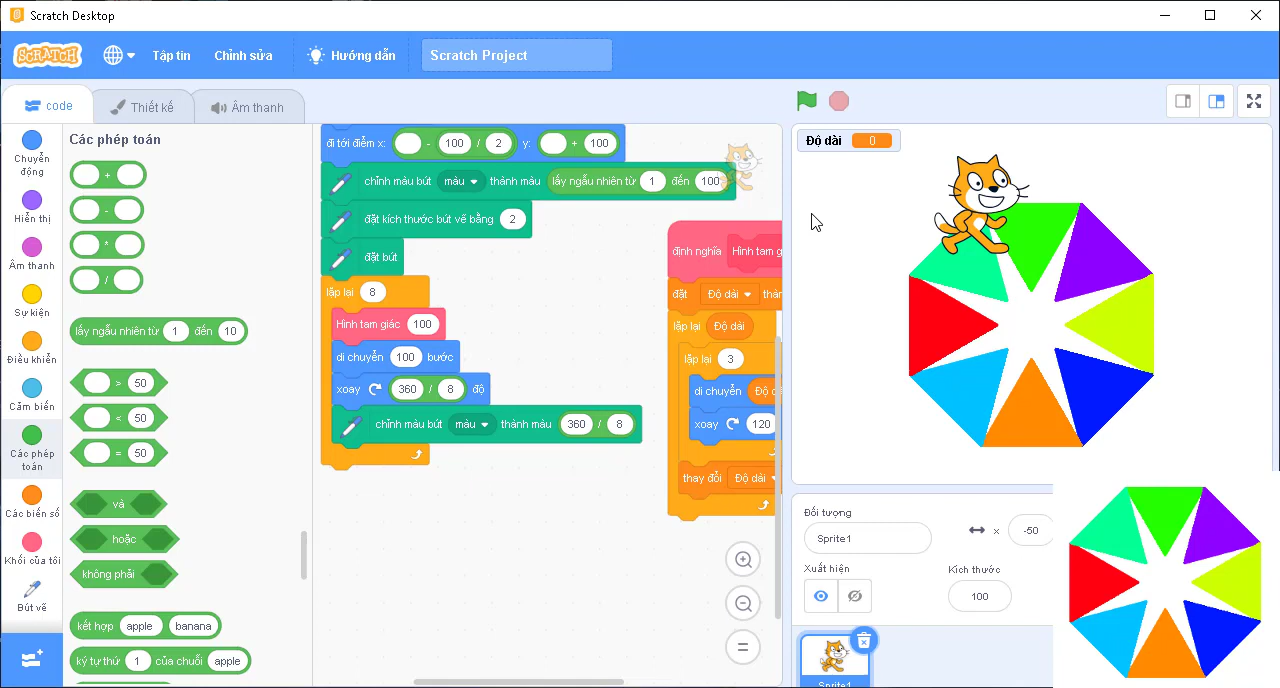 Scratch Desktop
SCRATCH
Tập tin
Chỉnh sửa
Hướng dẫn
Scratch Project
code
Thiết kế
Âm thanh
Chuyển động
Hiển thị
Âm thanh
Sự kiện
Điều khiển
Cảm biến
Các phép toán
Các biến số
Khối của tôi
Bút vẽ
Các phép toán
+
-
*
/
lấy ngẫu nhiên từ 1 đến 10
> 50
< 50
= 50
và
hoặc
không phải
kết hợp apple banana
ký tự thứ 1 của chuỗi apple
đi tới điểm x: - 100 / 2 y: + 100
chỉnh màu bút màu thành màu lấy ngẫu nhiên từ 1 đến 100
đặt kích thước bút vẽ bằng 2
đặt bút
lặp lại 8
Hình tam giác 100
di chuyển 100 bước
xoay 360 / 8 độ
chỉnh màu bút màu thành màu 360 / 8
định nghĩa Hình tam g
đặt Độ dài thàn
lặp lại Độ dài
lặp lại 3
di chuyển Độ d
xoay 120
thay đổi Độ dài
Độ dài 0
Đối tượng
Sprite1
x -50
Xuất hiện
Kích thước
100
Sprite1